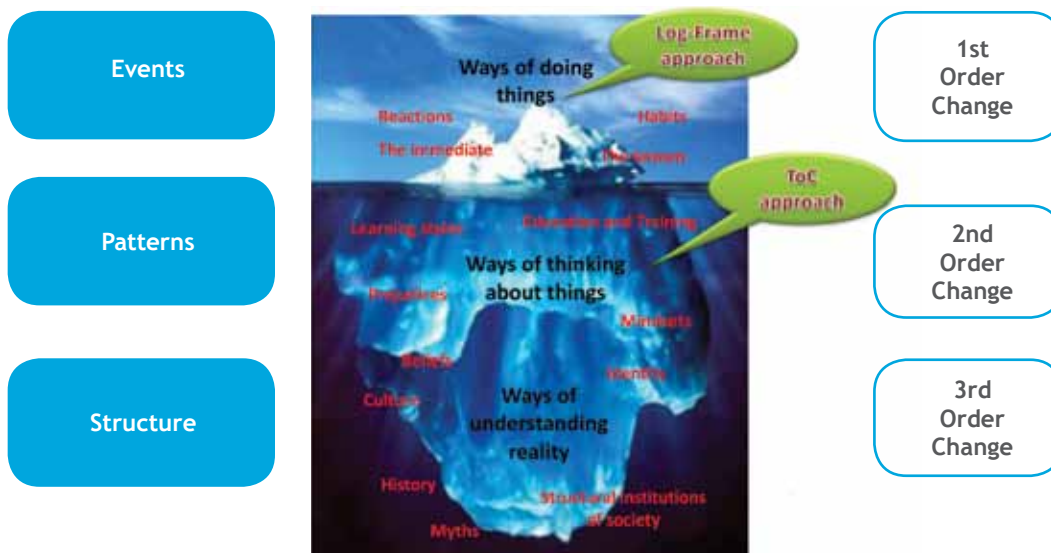 Events
Log-Frame
approach
Ways of doing
things
Reactions
Habits
The immediate
1st
Order
Change
ToC
approach
Patterns
Learning styles
Education and Training
Ways of thinking
about things
Prejudices
Mindsets
2nd
Order
Change
Beliefs
Identity
Culture
Structure
Ways of
understanding
reality
History
Structural institutions
of society
Myths
3rd
Order
Change